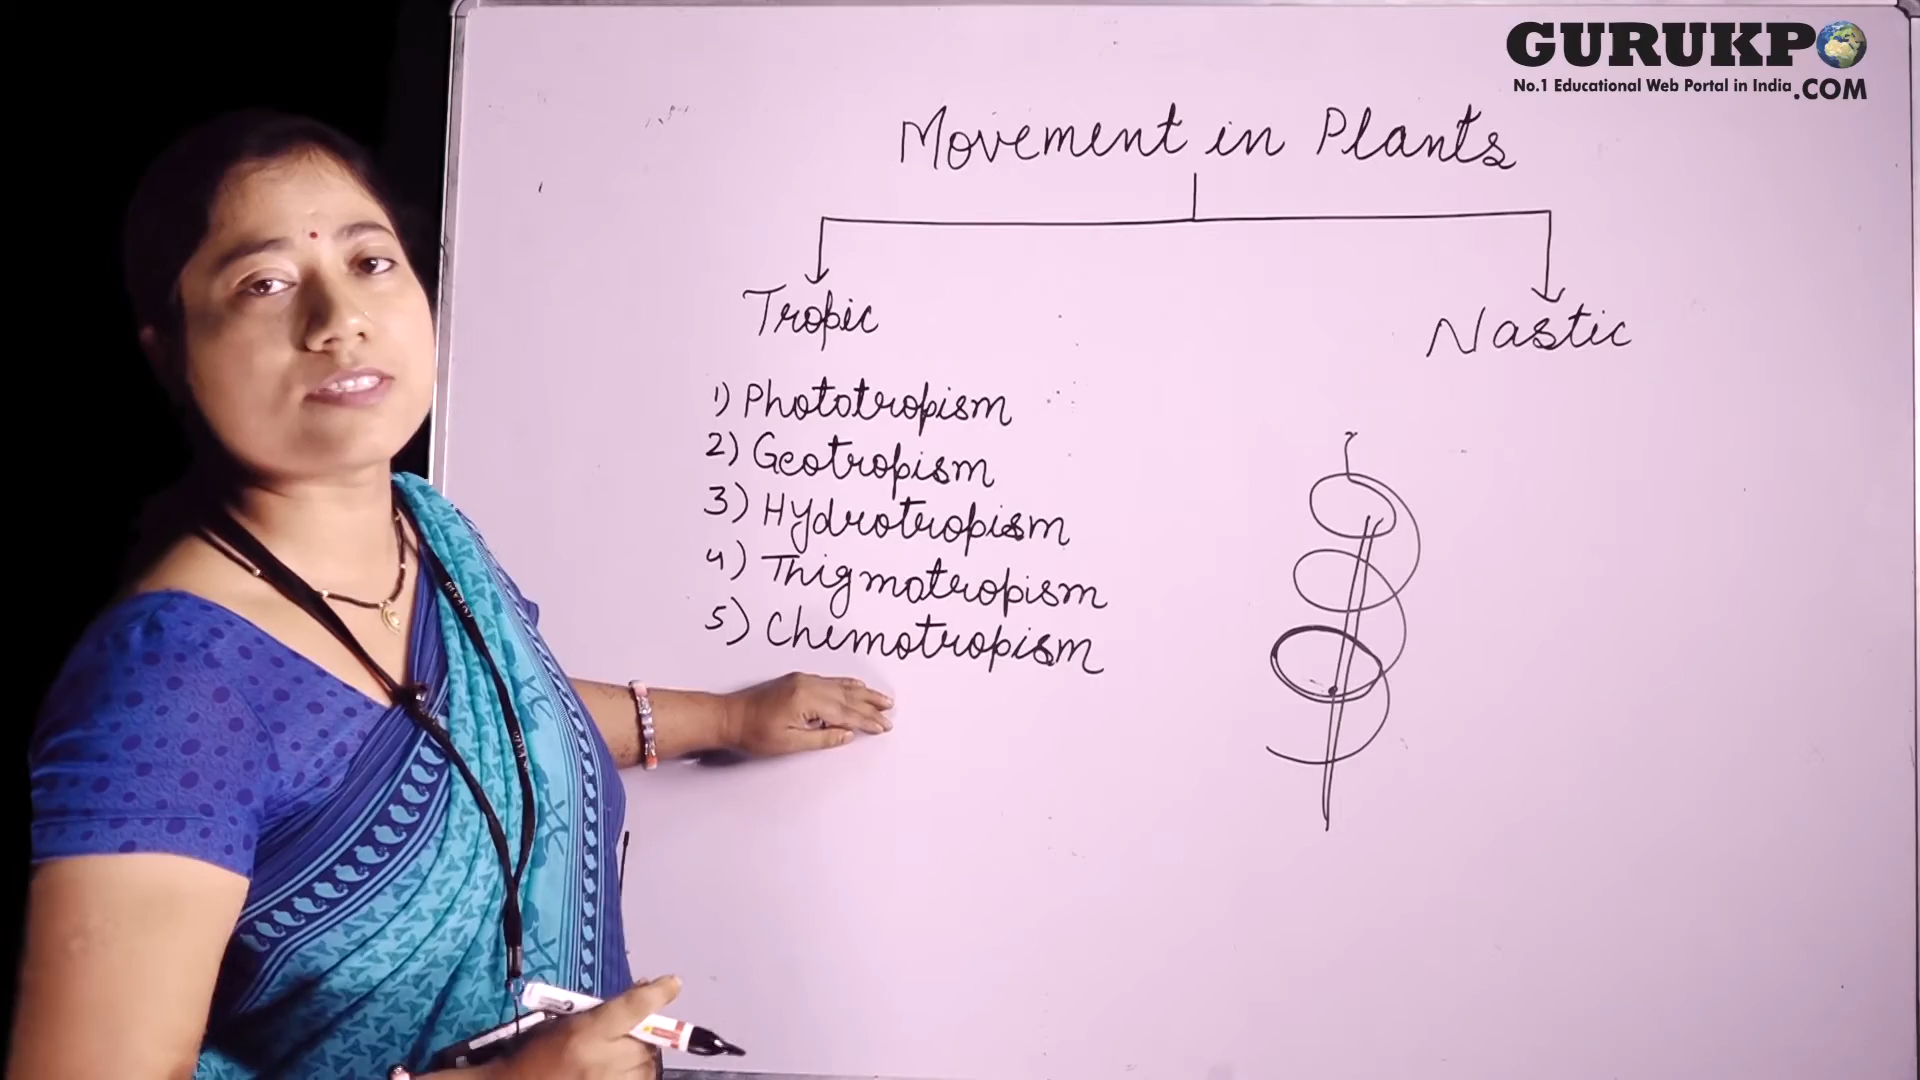 GURUKPO
No.1 Educational Web Portal in India .COM
Movement in Plants
Tropic
Nastic
1) Phototropism
2) Geotropism
3) Hydrotropism
4) Thigmotropism
5) Chemotropism